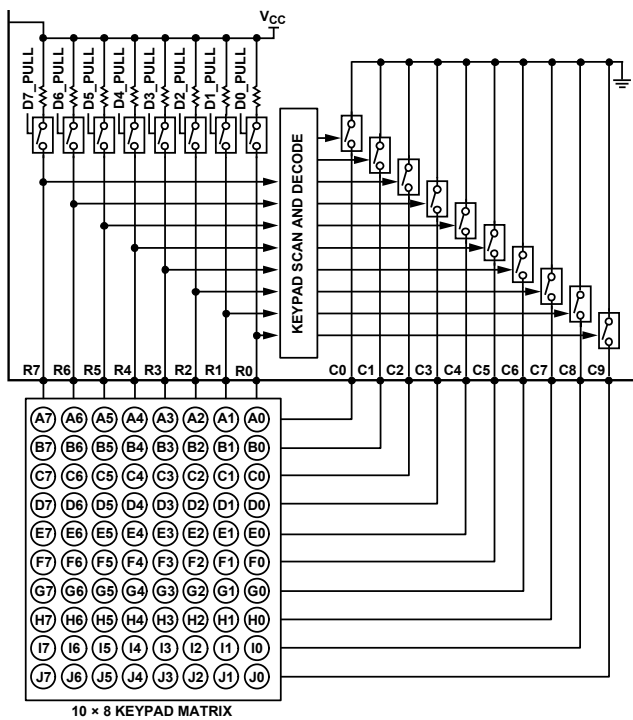 VCC
D7_PULL
D6_PULL
D5_PULL
D4_PULL
D3_PULL
D2_PULL
D1_PULL
D0_PULL
KEYPAD SCAN AND DECODE
R7 R6 R5 R4 R3 R2 R1 R0 C0 C1 C2 C3 C4 C5 C6 C7 C8 C9
A7 A6 A5 A4 A3 A2 A1 A0
B7 B6 B5 B4 B3 B2 B1 B0
C7 C6 C5 C4 C3 C2 C1 C0
D7 D6 D5 D4 D3 D2 D1 D0
E7 E6 E5 E4 E3 E2 E1 E0
F7 F6 F5 F4 F3 F2 F1 F0
G7 G6 G5 G4 G3 G2 G1 G0
H7 H6 H5 H4 H3 H2 H1 H0
I7 I6 I5 I4 I3 I2 I1 I0
J7 J6 J5 J4 J3 J2 J1 J0
10 × 8 KEYPAD MATRIX